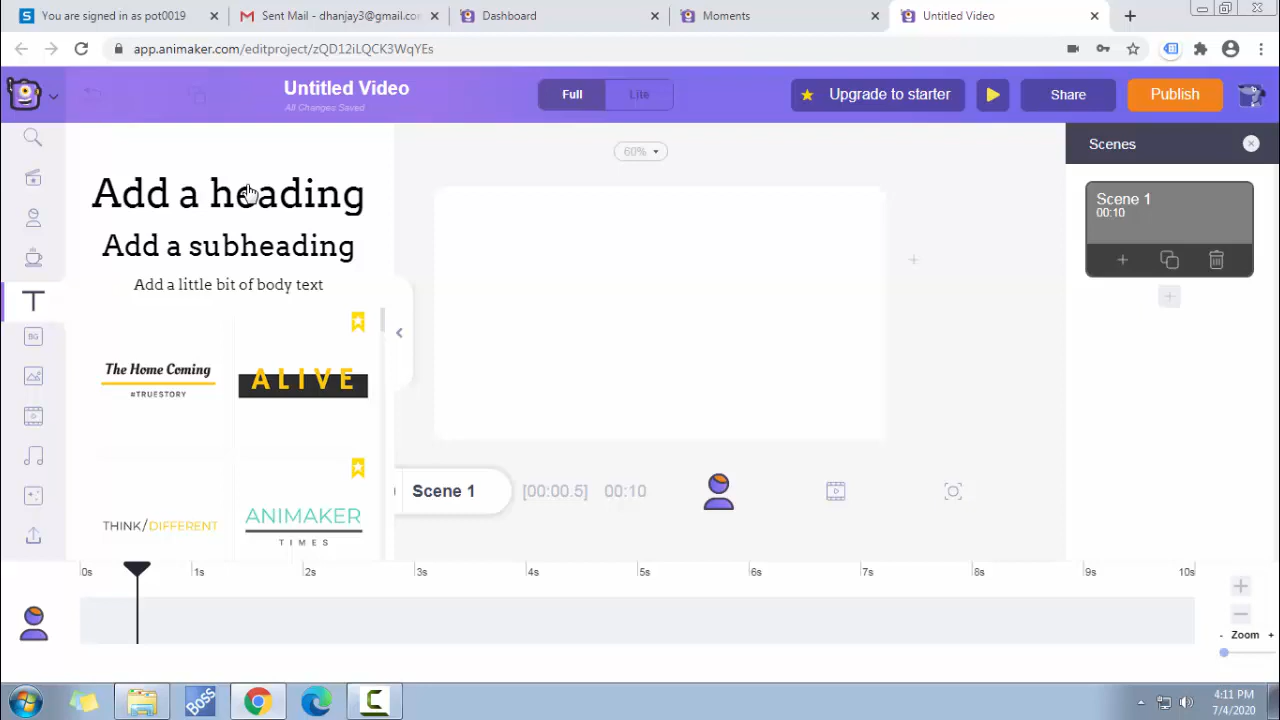 You are signed in as pot0019
Sent Mail - dhanjay3@gmail.co
Dashboard
Moments
Untitled Video
app.animaker.com/editproject/zQD12iLQCK3WqYEs
Untitled Video
All Changes Saved
Full
Lite
Upgrade to starter
Share
Publish
60%
Scenes
Add a heading
Scene 1
00:10
Add a subheading
Add a little bit of body text
BG
The Home Coming
#TRUESTORY
ALIVE
Scene 1
[00:00.5]
00:10
THINK/DIFFERENT
ANIMAKER
TIMES
0s
1s
2s
3s
4s
5s
6s
7s
8s
9s
10s
- Zoom +
BOSS
4:11 PM
7/4/2020